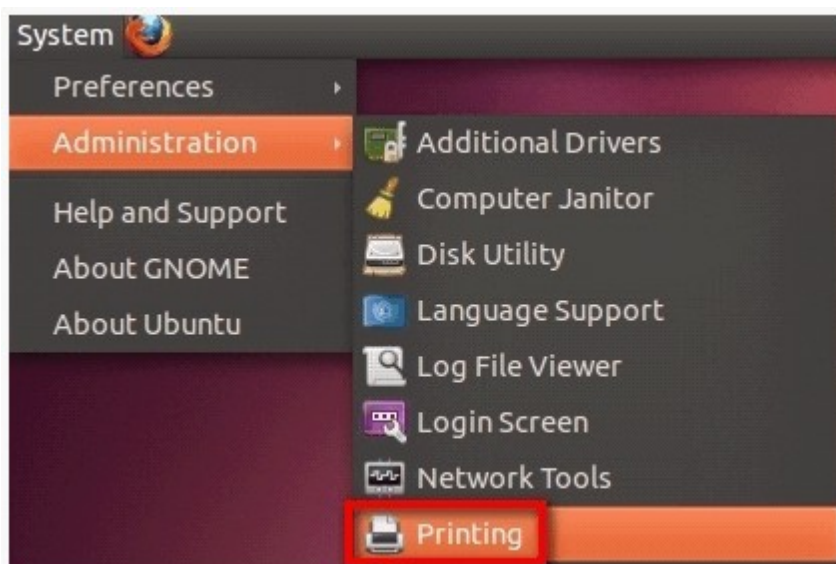 System
Preferences
Administration
Help and Support
About GNOME
About Ubuntu
Additional Drivers
Computer Janitor
Disk Utility
Language Support
Log File Viewer
Login Screen
Network Tools
Printing